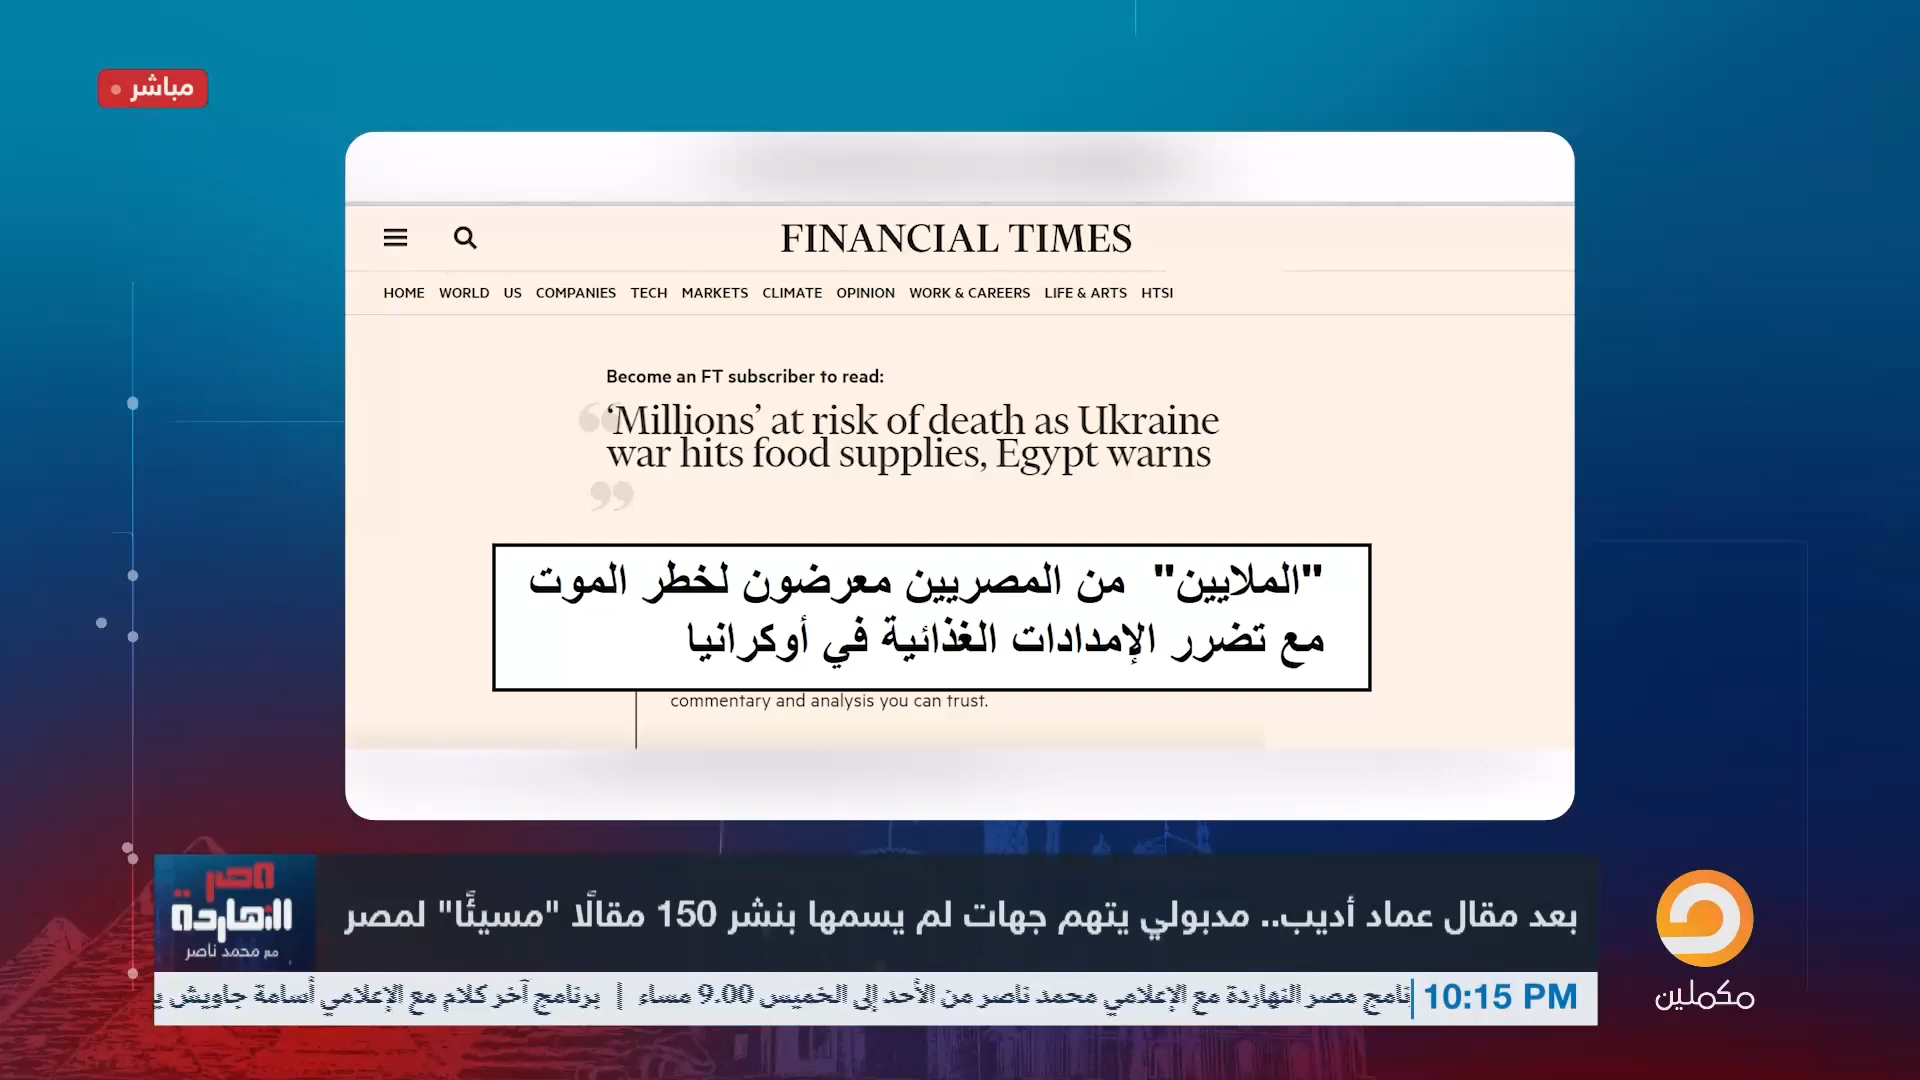 مباشر
FINANCIAL TIMES
HOME WORLD US COMPANIES TECH MARKETS CLIMATE OPINION WORK & CAREERS LIFE & ARTS HTSI
Become an FT subscriber to read:
“‘Millions’ at risk of death as Ukraine
war hits food supplies, Egypt warns
”
"الملايين" من المصريين معرضون لخطر الموت
مع تضرر الإمدادات الغذائية في أوكرانيا
commentary and analysis you can trust.
بعد مقال عماد أديب.. مدبولي يتهم جهات لم يسمها بنشر 150 مقالًا "مسيئًا" لمصر
مصر
النهاردة
مع محمد ناصر
10:15 PM
نامج مصر النهاردة مع الإعلامي محمد ناصر من الأحد إلى الخميس 9.00 مساء | برنامج آخر كلام مع الإعلامي أسامة جاويش
مكملين